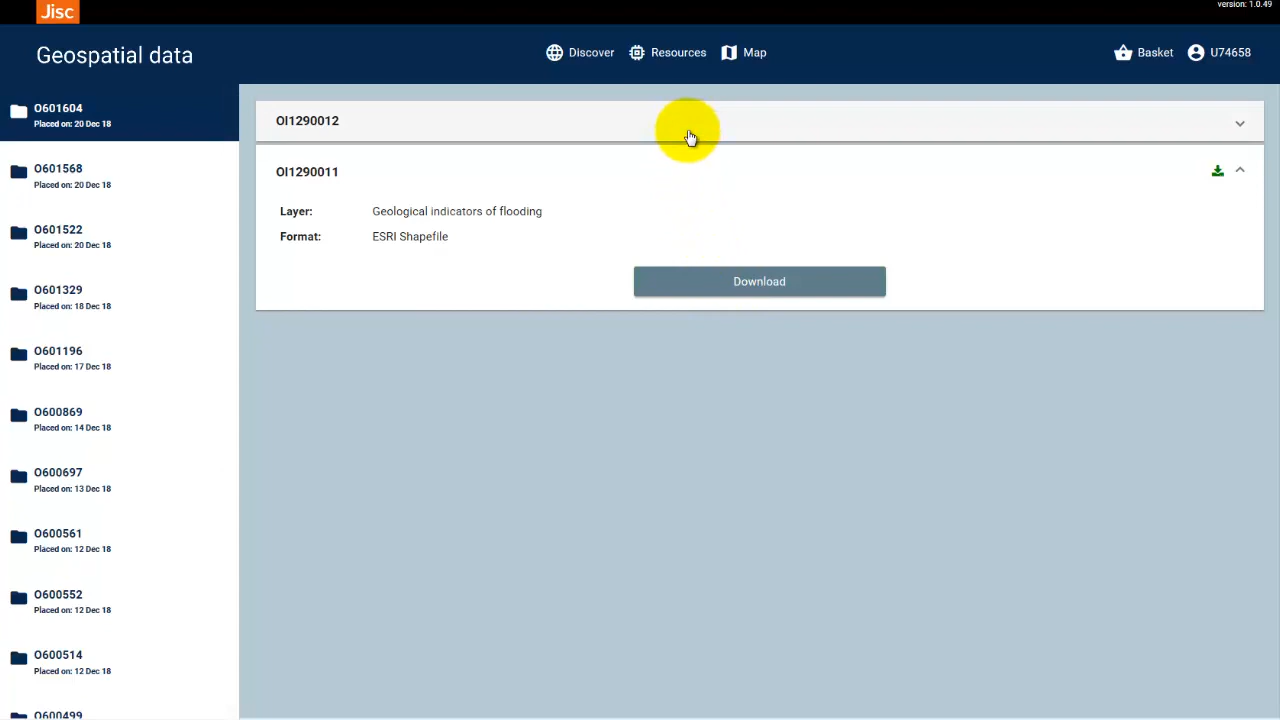 Jisc
version: 1.0.49
Geospatial data
Discover
Resources
Map
Basket
U74658
O601604
Placed on: 20 Dec 18
O601568
Placed on: 20 Dec 18
O601522
Placed on: 20 Dec 18
O601329
Placed on: 18 Dec 18
O601196
Placed on: 17 Dec 18
O600869
Placed on: 14 Dec 18
O600697
Placed on: 13 Dec 18
O600561
Placed on: 12 Dec 18
O600552
Placed on: 12 Dec 18
O600514
Placed on: 12 Dec 18
O600499
OI1290012
OI1290011
Layer: Geological indicators of flooding
Format: ESRI Shapefile
Download